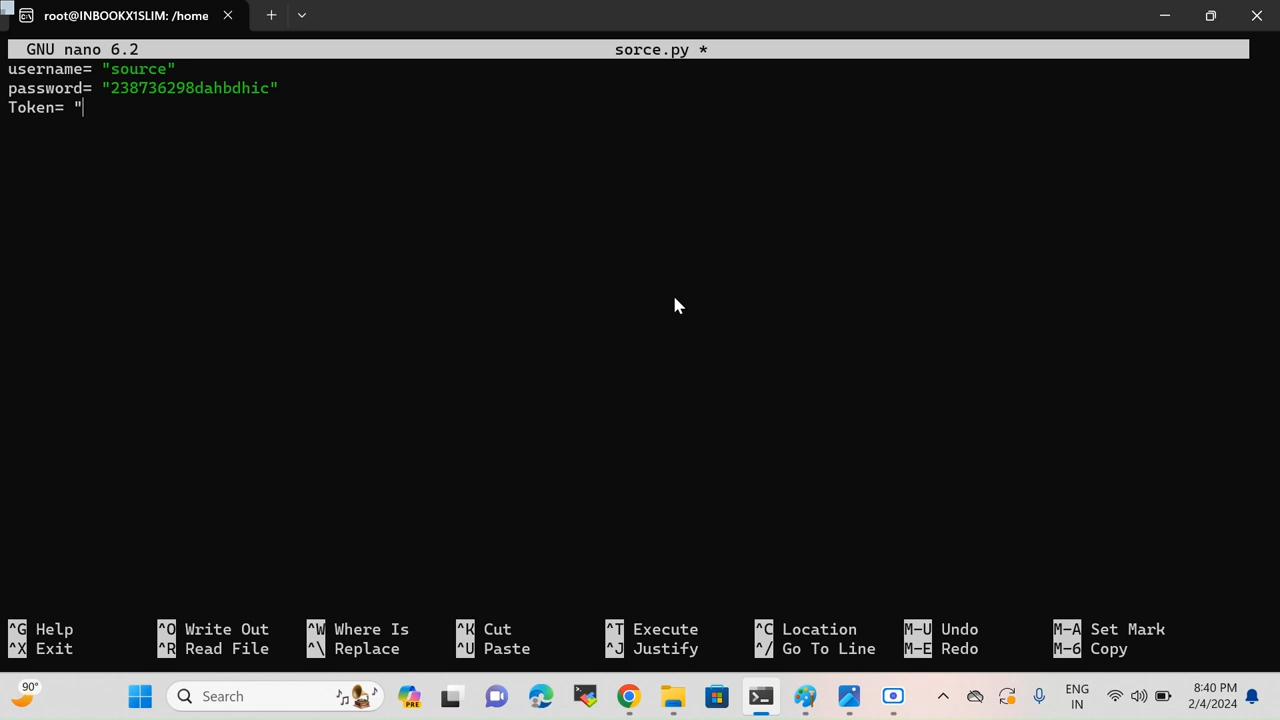 root@INBOOKX1SLIM: /home
GNU nano 6.2 sorce.py *
username= "source"
password= "238736298dahbdhic"
Token= "
^G Help ^O Write Out ^W Where Is ^K Cut ^T Execute ^C Location M-U Undo M-A Set Mark
^X Exit ^R Read File ^\ Replace ^U Paste ^J Justify ^/ Go To Line M-E Redo M-6 Copy
90°
Search
PRE
ENG
IN
8:40 PM
2/4/2024